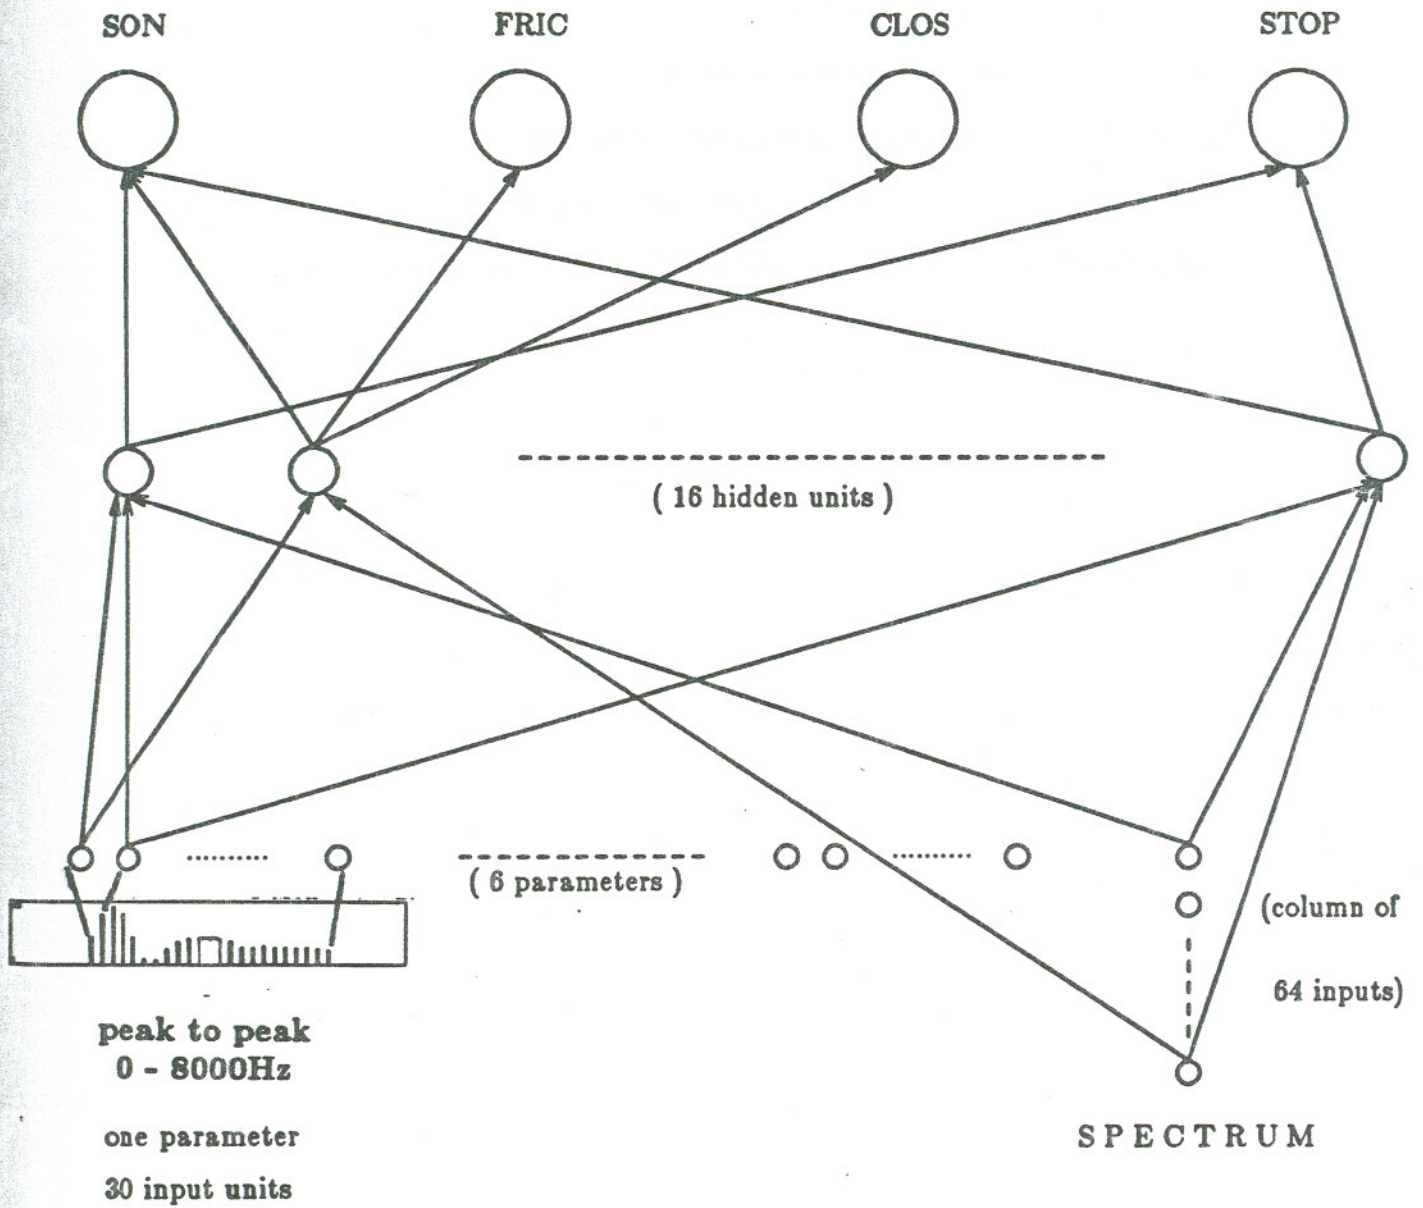 SON FRIC CLOS STOP
( 16 hidden units )
( 6 parameters )
(column of
64 inputs)
peak to peak
0 - 8000Hz
one parameter
30 input units
SPECTRUM